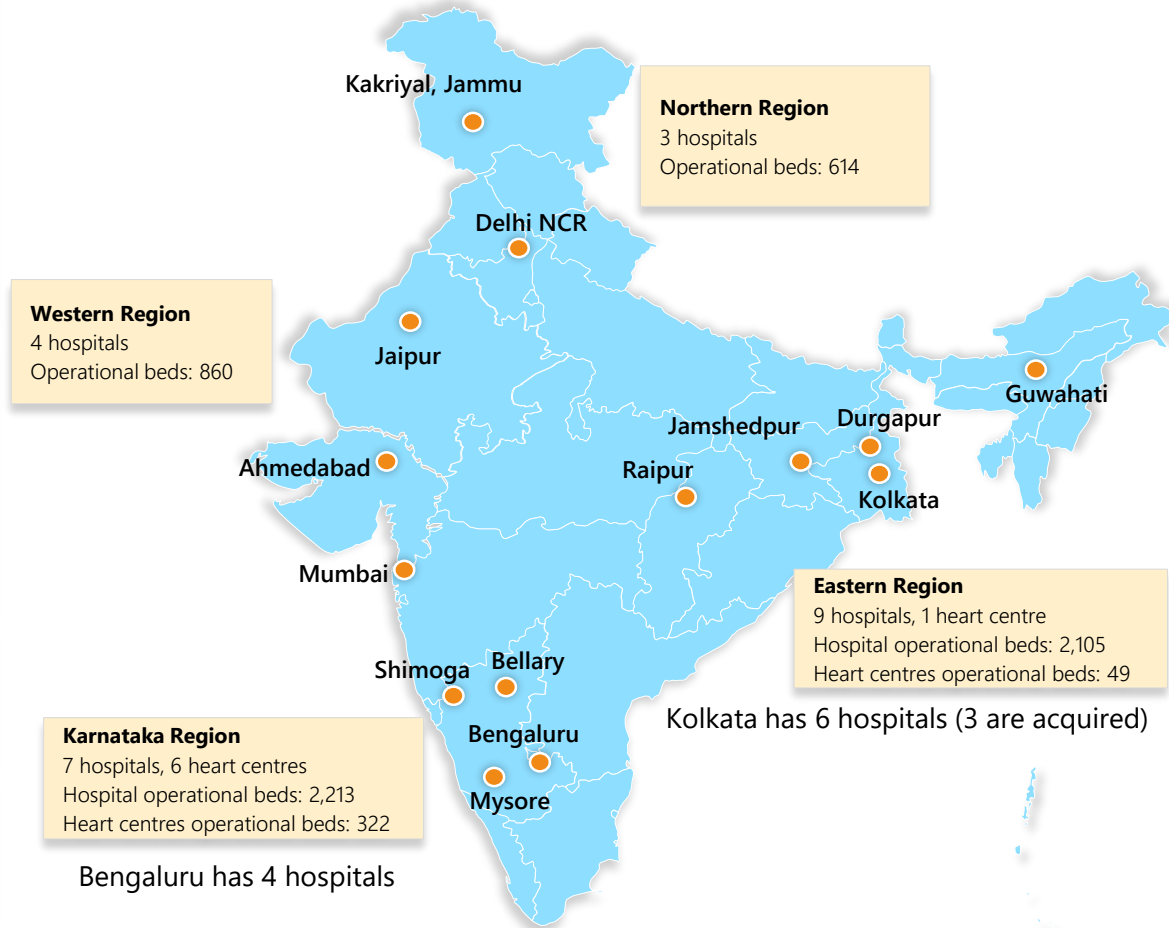 Kakriyal, Jammu
Northern Region
3 hospitals
Operational beds: 614
Delhi NCR
Western Region
4 hospitals
Operational beds: 860
Jaipur
Guwahati
Durgapur
Jamshedpur
Ahmedabad
Raipur
Kolkata
Mumbai
Eastern Region
9 hospitals, 1 heart centre
Hospital operational beds: 2,105
Heart centres operational beds: 49
Kolkata has 6 hospitals (3 are acquired)
Shimoga
Bellary
Bengaluru
Mysore
Karnataka Region
7 hospitals, 6 heart centres
Hospital operational beds: 2,213
Heart centres operational beds: 322
Bengaluru has 4 hospitals